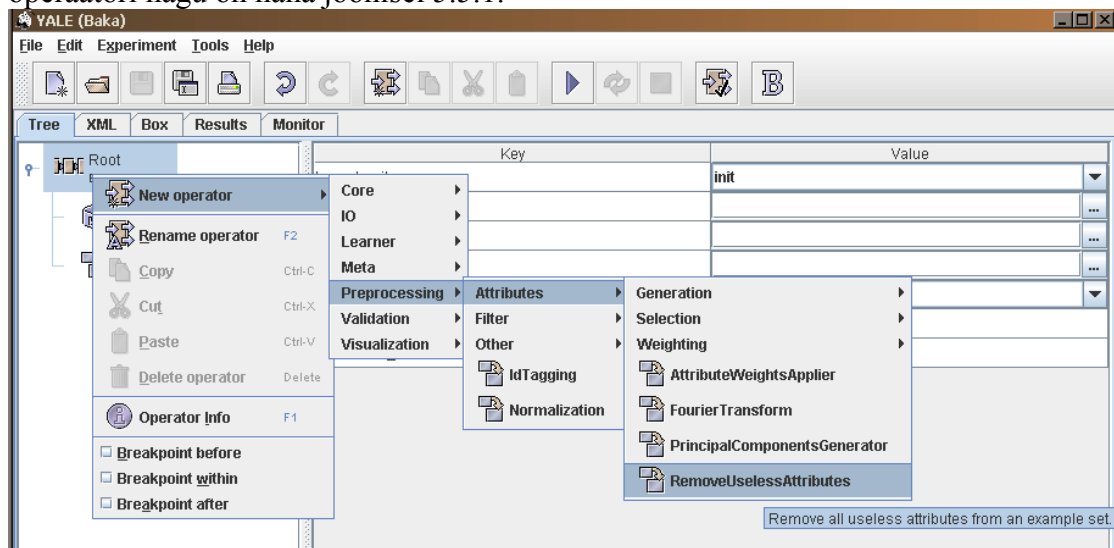 operaatori nagu on näha joonisel 3.3.1.
YALE (Baka)
File Edit Experiment Tools Help
B
Tree XML Box Results Monitor
Key Value
Root
init
New operator
Rename operator F2
Copy Ctrl-C
Cut Ctrl-X
Paste Ctrl-V
Delete operator Delete
Operator Info F1
Breakpoint before
Breakpoint within
Breakpoint after
Core
IO
Learner
Meta
Preprocessing
Validation
Visualization
Attributes
Filter
Other
IdTagging
Normalization
Generation
Selection
Weighting
AttributeWeightsApplier
FourierTransform
PrincipalComponentsGenerator
RemoveUselessAttributes
Remove all useless attributes from an example set.